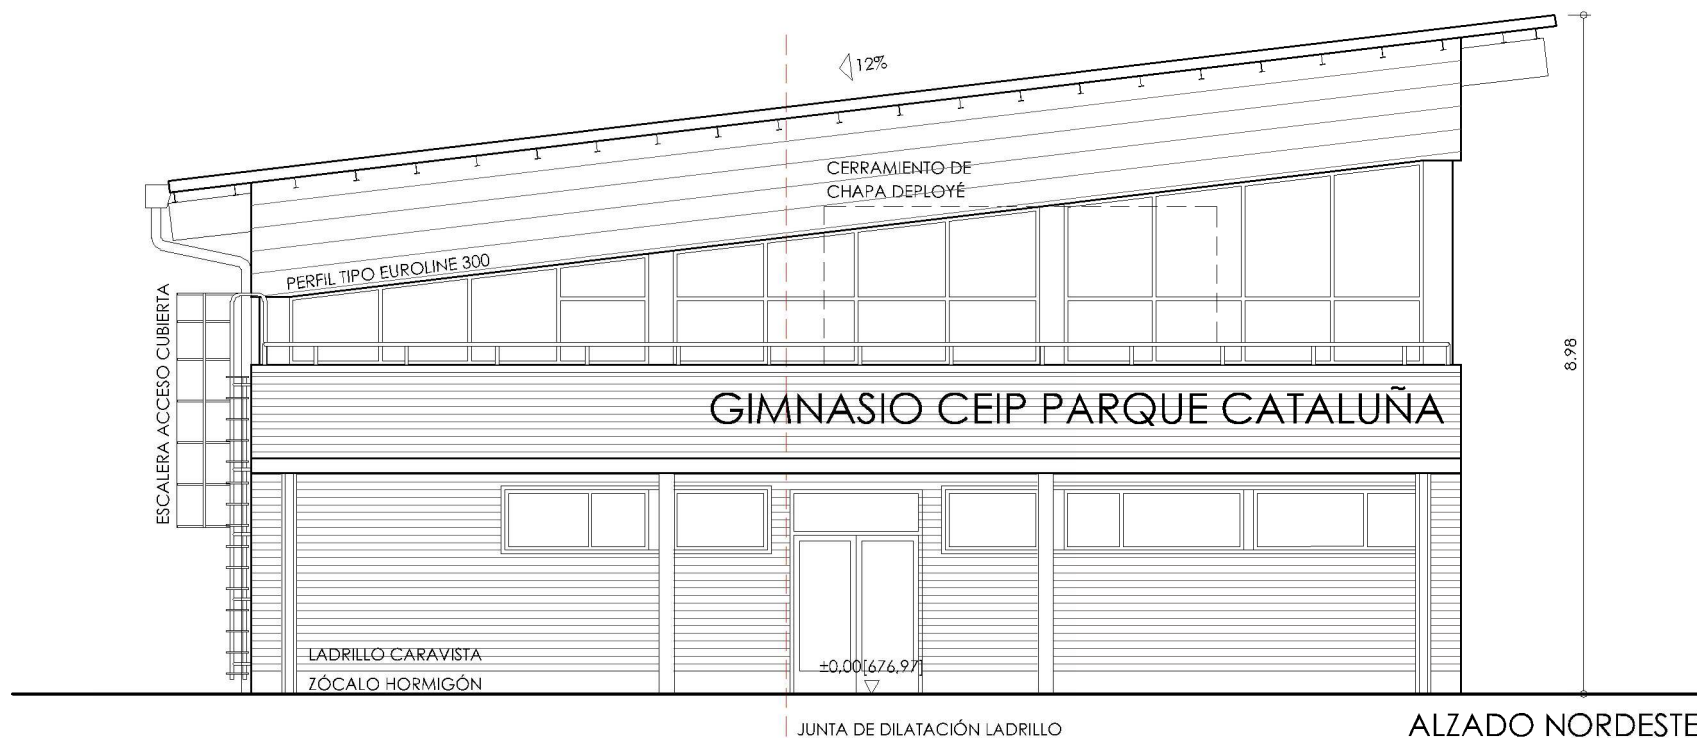 12%
CERRAMIENTO DE
CHAPA DEPLOYÉ
PERFIL TIPO EUROLINE 300
ESCALERA ACCESO CUBIERTA
8.98
GIMNASIO CEIP PARQUE CATALUÑA
LADRILLO CARAVISTA
±0,00[676,97]
ZÓCALO HORMIGÓN
JUNTA DE DILATACIÓN LADRILLO
ALZADO NORDESTE